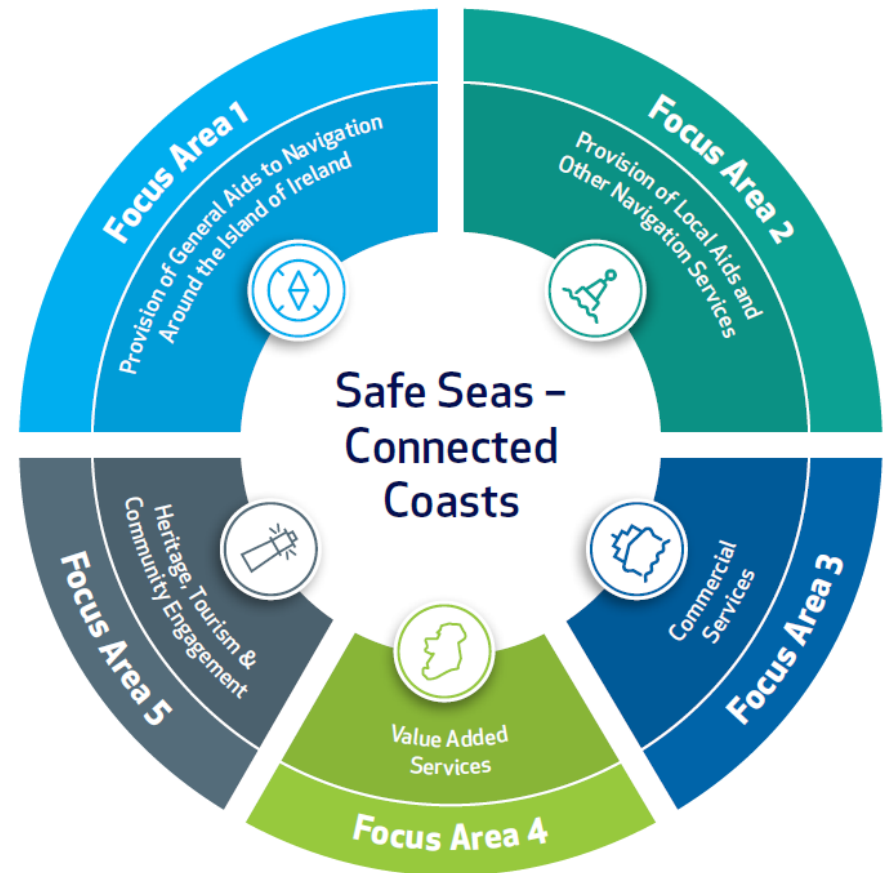 Safe Seas –
Connected
Coasts
Focus Area 1
Provision of General Aids to Navigation
Around the Island of Ireland
Focus Area 2
Provision of Local Aids and
Other Navigation Services
Focus Area 3
Commercial
Services
Focus Area 4
Value Added
Services
Focus Area 5
Heritage, Tourism &
Community Engagement